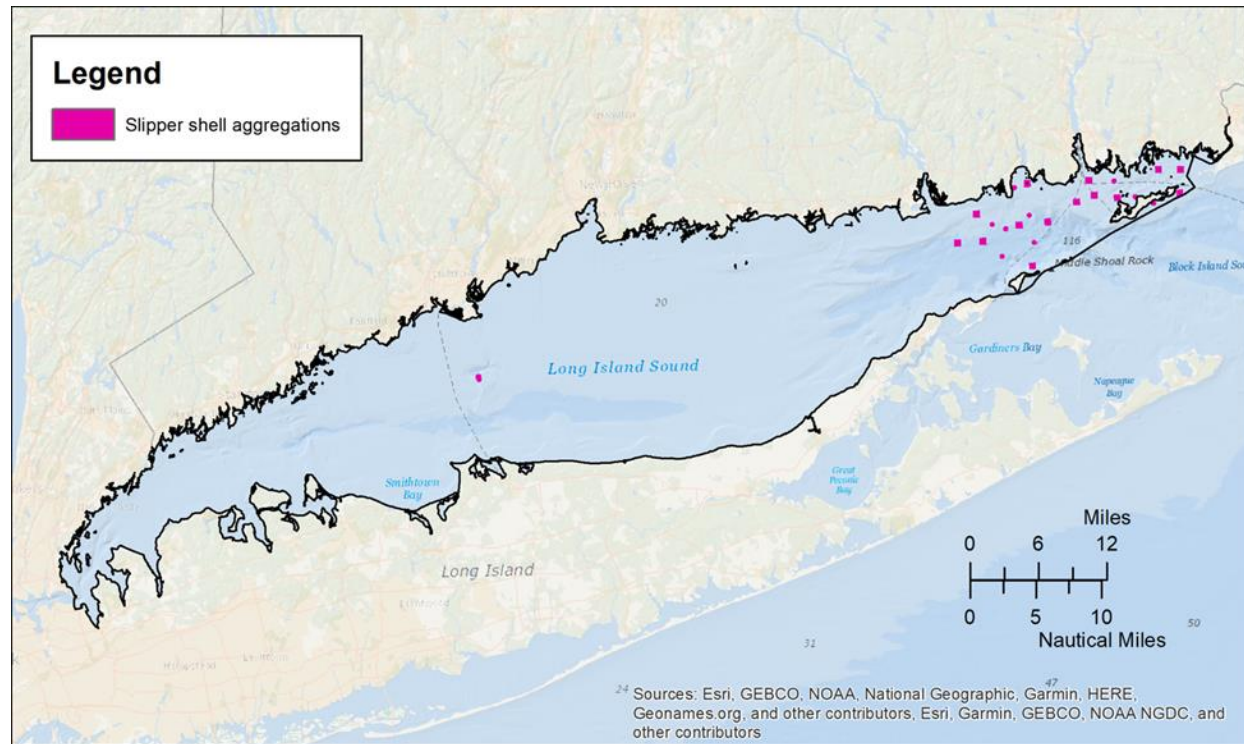 Legend
Slipper shell aggregations
116
Middle Shoal Rock
Block Island Sou
20
Gardiners Bay
Long Island Sound
Napeague
Bay
Smithtown
Bay
Great
Peconic
Bay
Long Island
Miles
0 6 12
0 5 10
Nautical Miles
50
31
24
47
Sources: Esri, GEBCO, NOAA, National Geographic, Garmin, HERE,
Geonames.org, and other contributors, Esri, Garmin, GEBCO, NOAA NGDC, and
other contributors